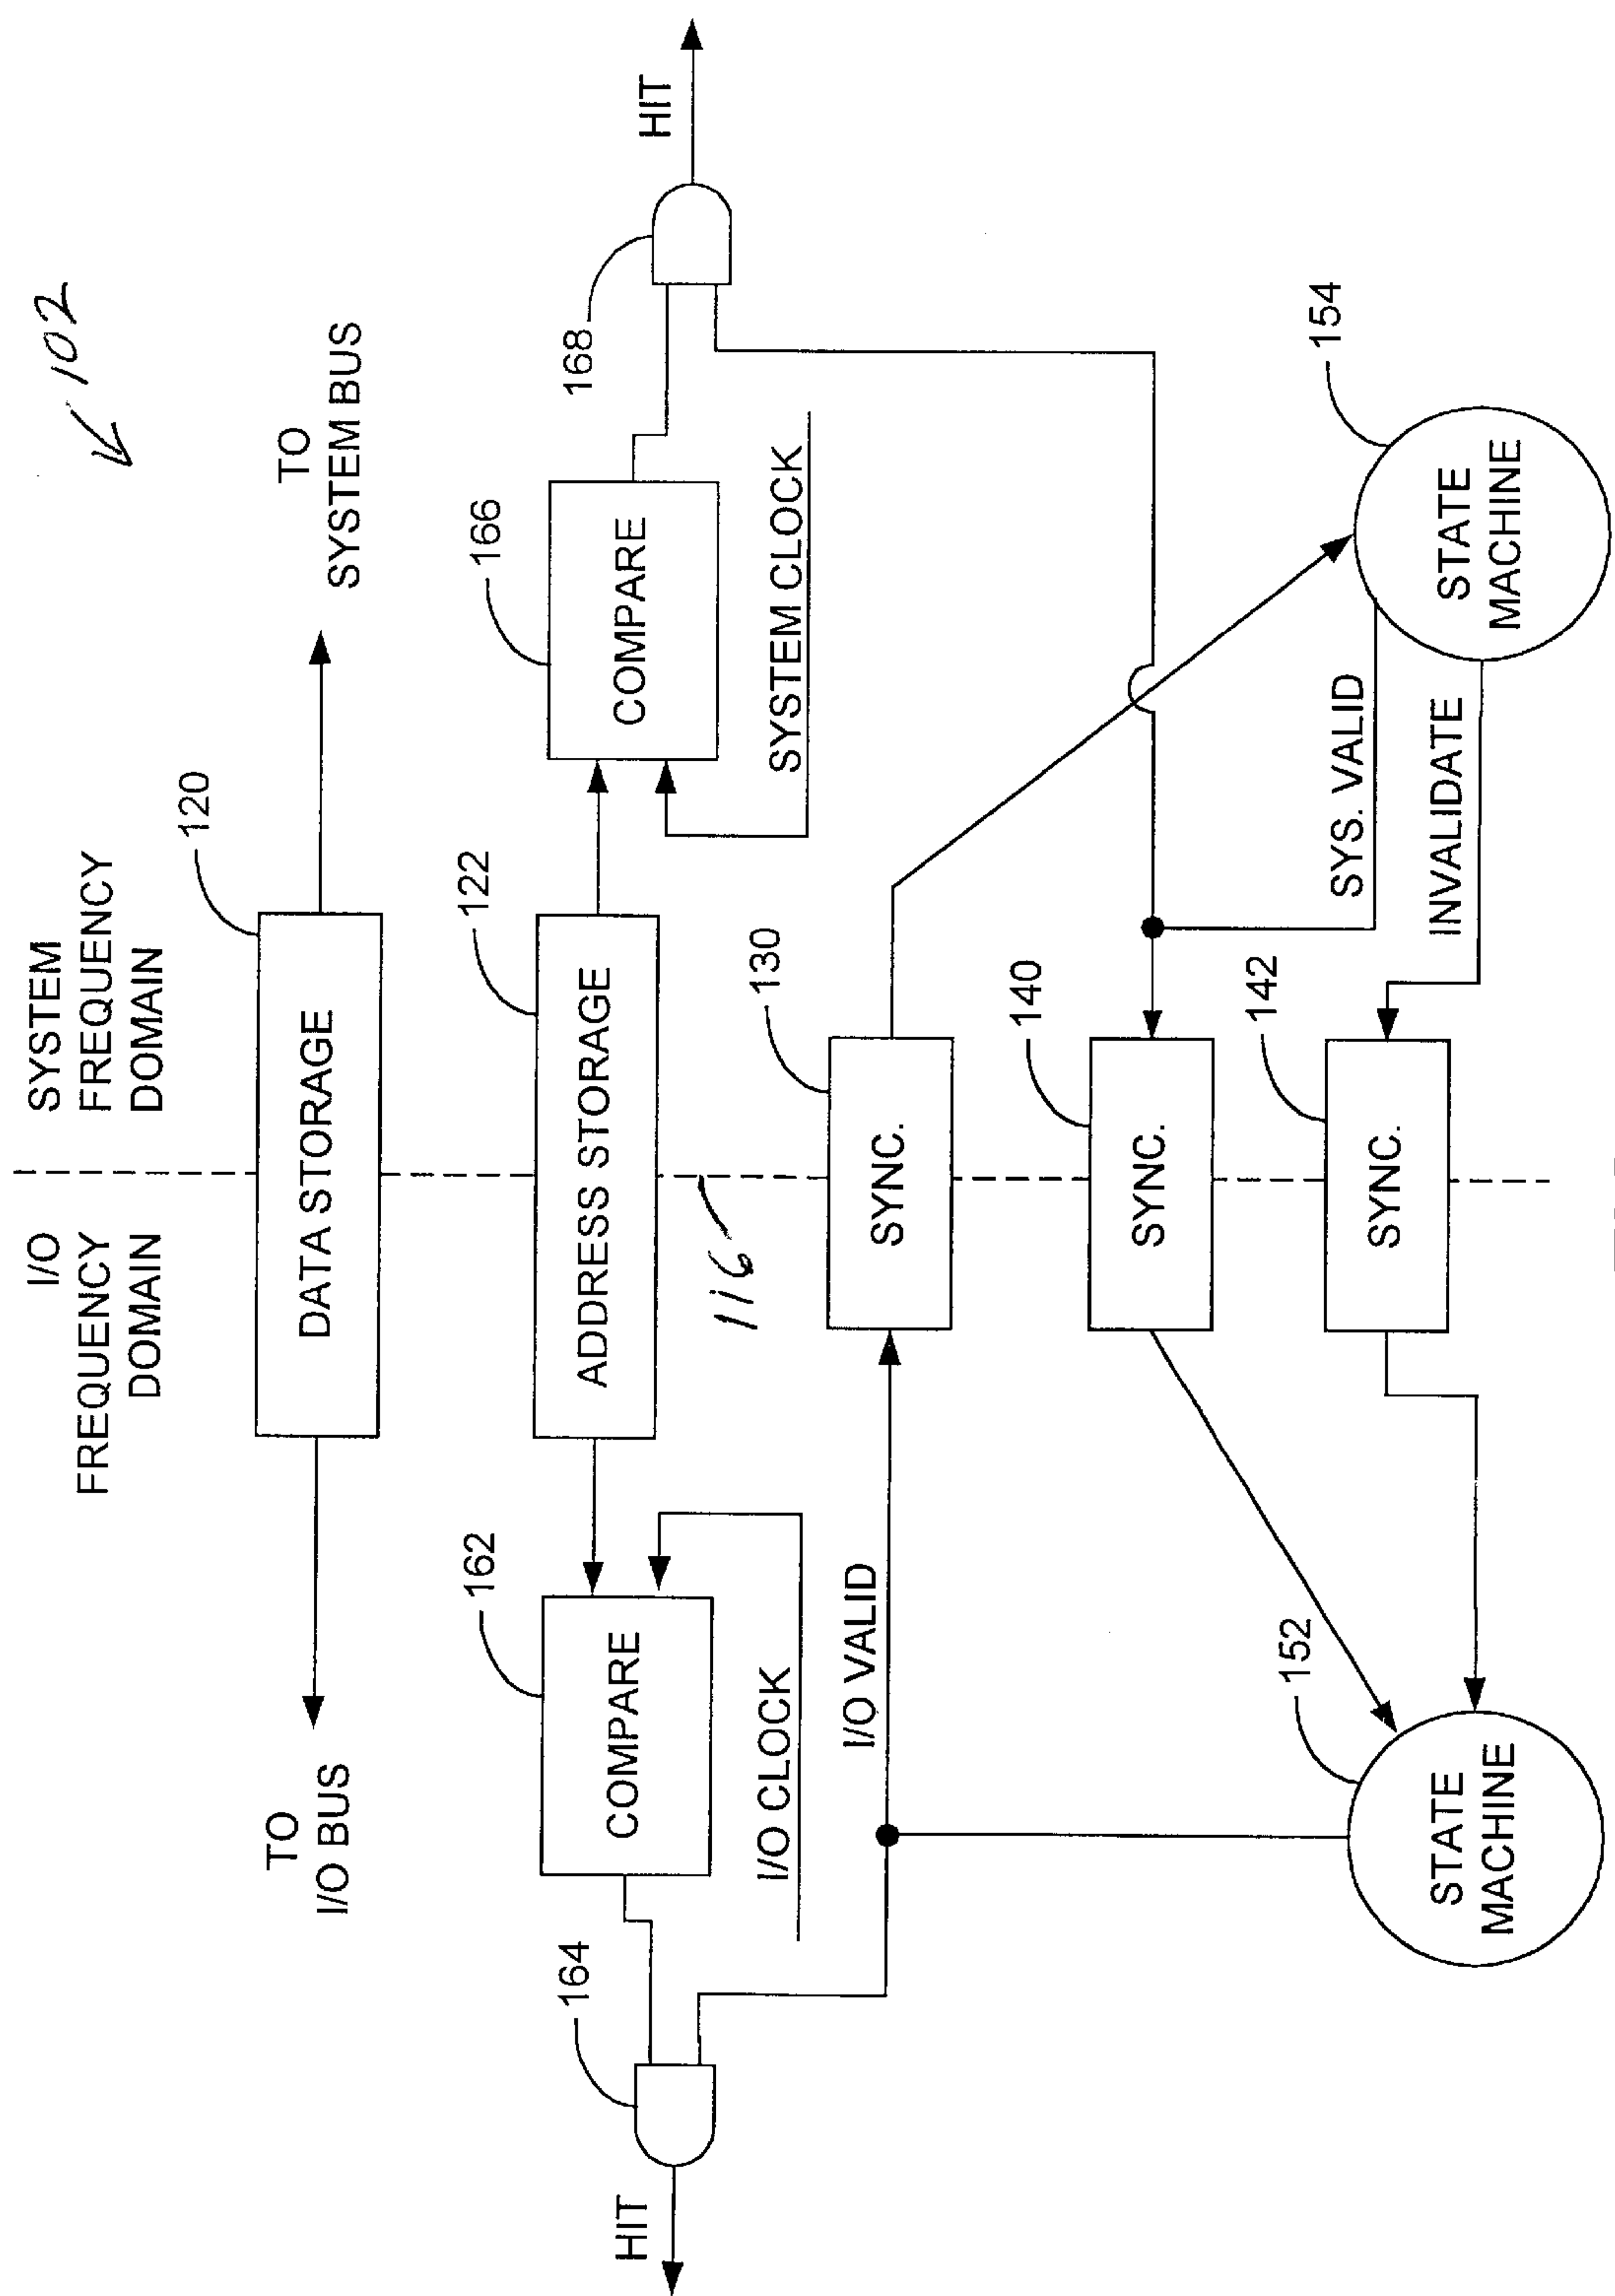 102
I/O
FREQUENCY
DOMAIN
SYSTEM
FREQUENCY
DOMAIN
TO
I/O BUS
DATA STORAGE
120
TO
SYSTEM BUS
HIT
164
COMPARE
162
I/O CLOCK
ADDRESS STORAGE
122
116
COMPARE
166
SYSTEM CLOCK
168
HIT
I/O VALID
SYNC.
130
SYNC.
140
SYNC.
142
SYS. VALID
INVALIDATE
STATE
MACHINE
152
STATE
MACHINE
154